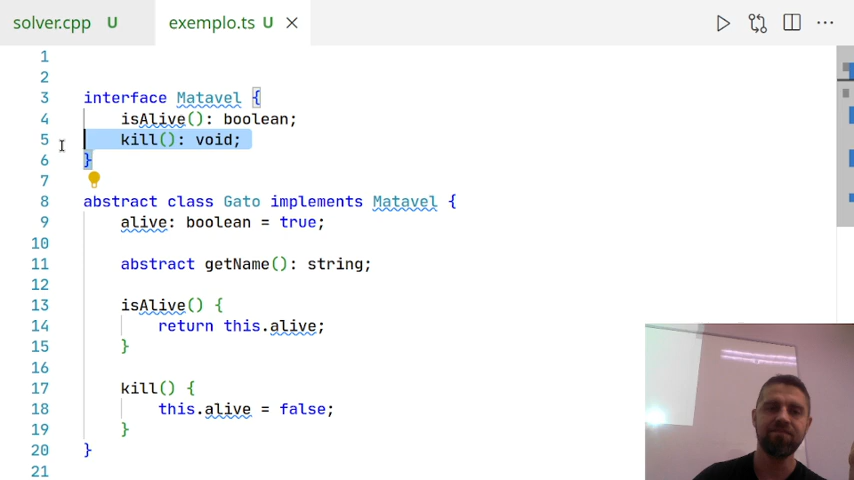 solver.cpp U exemplo.ts U
1
2
3 interface Matavel {
4 isAlive(): boolean;
5 kill(): void;
6 }
7
8 abstract class Gato implements Matavel {
9 alive: boolean = true;
10
11 abstract getName(): string;
12
13 isAlive() {
14 return this.alive;
15 }
16
17 kill() {
18 this.alive = false;
19 }
20 }
21